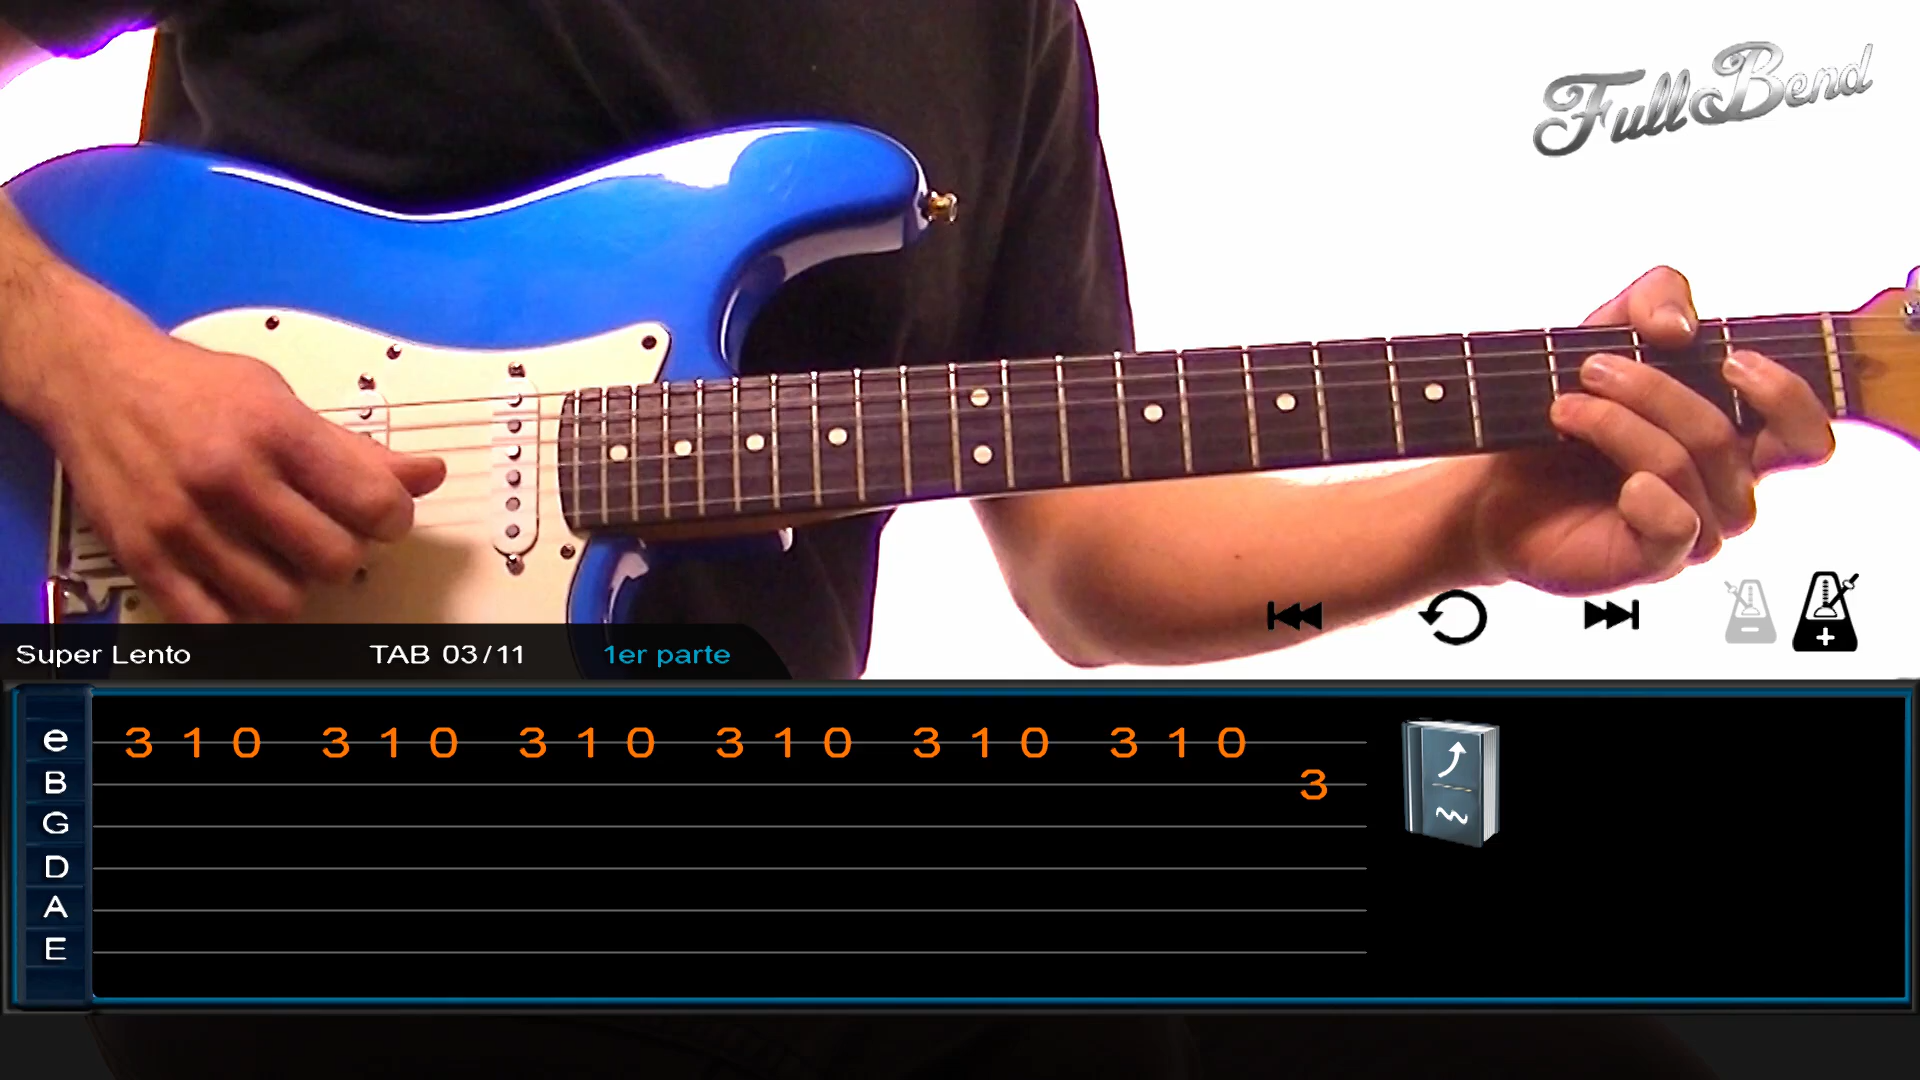 FullBend
Super Lento TAB 03/11 1er parte
e 3 1 0 3 1 0 3 1 0 3 1 0 3 1 0 3 1 0
B 3
G
D
A
E